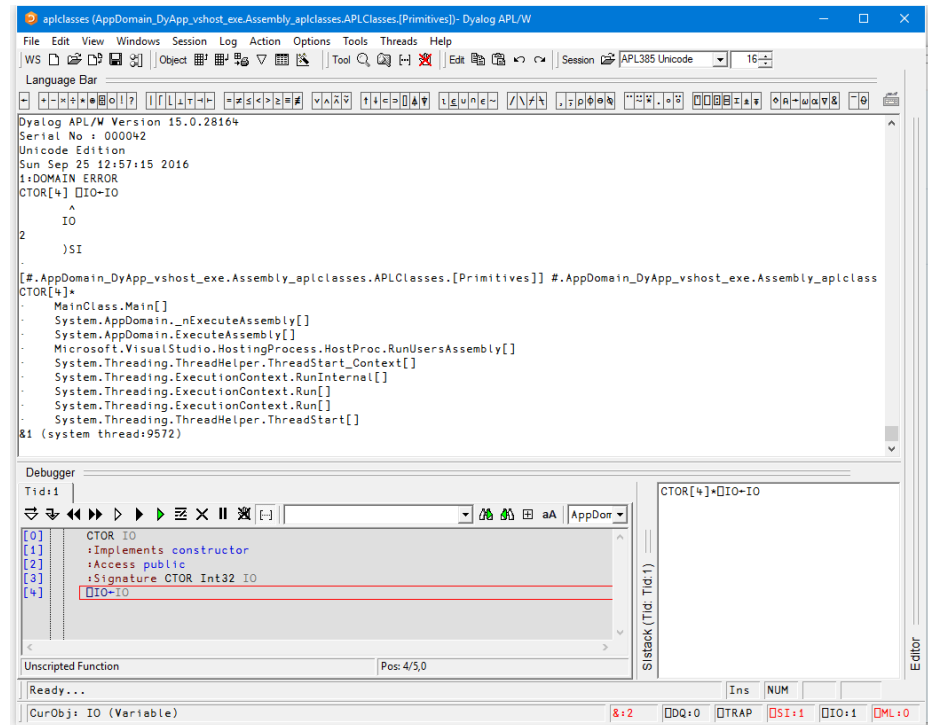 aplclasses (AppDomain_DyApp_vshost_exe.Assembly_aplclasses.APLClasses.[Primitives])- Dyalog APL/W
File Edit View Windows Session Log Action Options Tools Threads Help
WS Object Tool Edit Session APL385 Unicode 16
Language Bar
Dyalog APL/W Version 15.0.28164
Serial No : 000042
Unicode Edition
Sun Sep 25 12:57:15 2016
1:DOMAIN ERROR
CTOR[4] ⎕IO←IO
^
IO
2
)SI
·
[#.AppDomain_DyApp_vshost_exe.Assembly_aplclasses.APLClasses.[Primitives]] #.AppDomain_DyApp_vshost_exe.Assembly_aplclass
CTOR[4]*
· MainClass.Main[]
· System.AppDomain._nExecuteAssembly[]
· System.AppDomain.ExecuteAssembly[]
· Microsoft.VisualStudio.HostingProcess.HostProc.RunUsersAssembly[]
· System.Threading.ThreadHelper.ThreadStart_Context[]
· System.Threading.ExecutionContext.RunInternal[]
· System.Threading.ExecutionContext.Run[]
· System.Threading.ExecutionContext.Run[]
· System.Threading.ThreadHelper.ThreadStart[]
&1 (system thread:9572)
Debugger
Tid:1
aA AppDom
[0] CTOR IO
[1] :Implements constructor
[2] :Access public
[3] :Signature CTOR Int32 IO
[4] ⎕IO←IO
Unscripted Function Pos: 4/5,0
SIstack (Tid: Tid:1)
CTOR[4]*⎕IO←IO
Editor
Ready... Ins NUM
CurObj: IO (Variable) &:2 ⎕DQ:0 ⎕TRAP ⎕SI:1 ⎕IO:1 ⎕ML:0